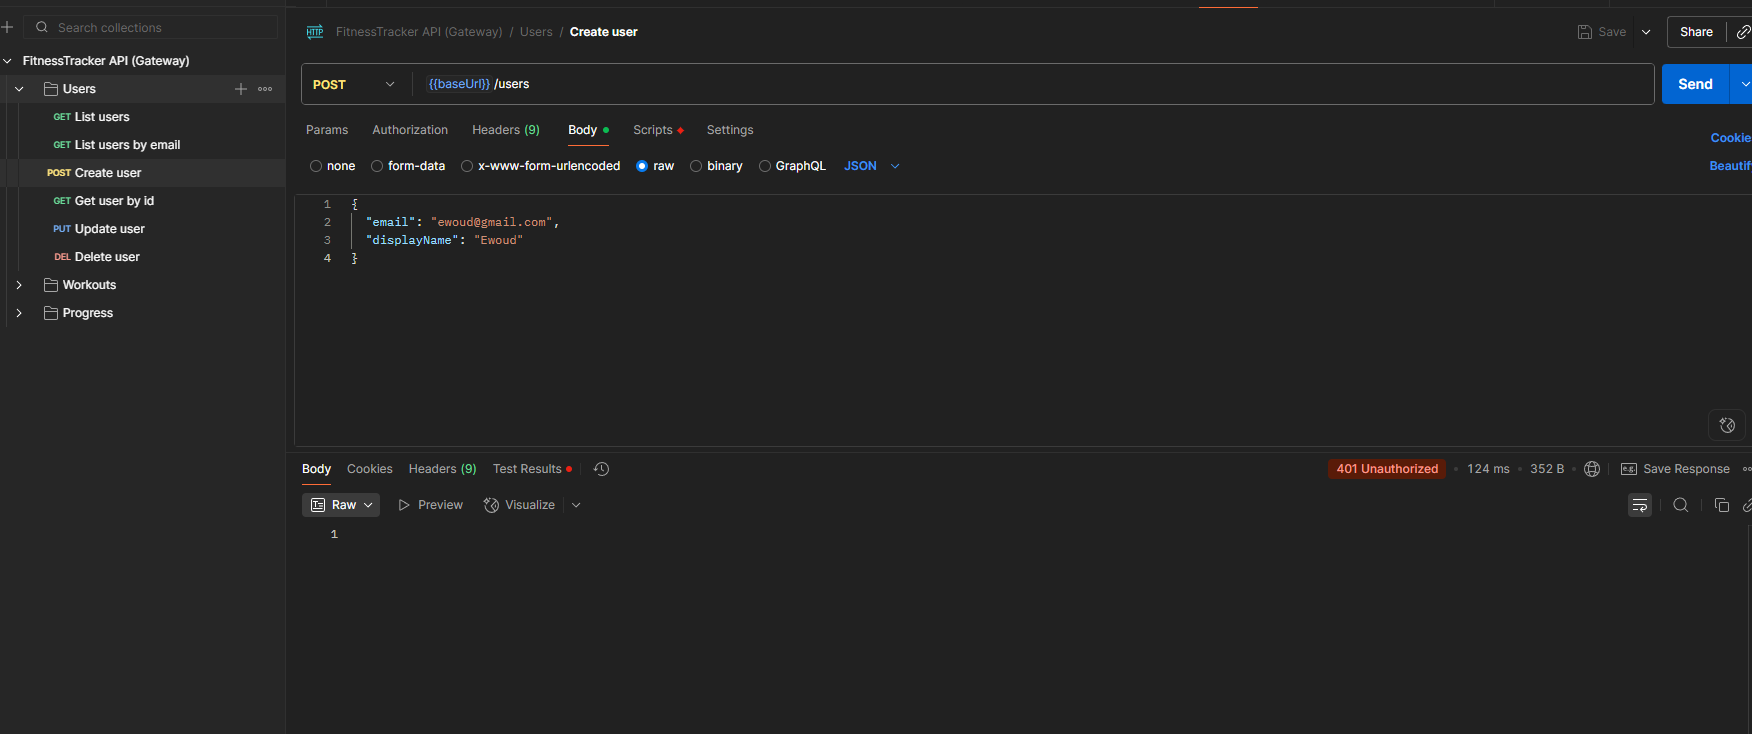 Search collections
FitnessTracker API (Gateway)
Users
GET List users
GET List users by email
POST Create user
GET Get user by id
PUT Update user
DEL Delete user
Workouts
Progress
HTTP FitnessTracker API (Gateway) / Users / Create user
Save
Share
POST {{baseUrl}} /users
Send
Params Authorization Headers (9) Body Scripts Settings
Cookie
none form-data x-www-form-urlencoded raw binary GraphQL JSON
Beautif
1 {
2 "email": "ewoud@gmail.com",
3 "displayName": "Ewoud"
4 }
Body Cookies Headers (9) Test Results
401 Unauthorized • 124 ms • 352 B • e.g. Save Response
Raw Preview Visualize
1